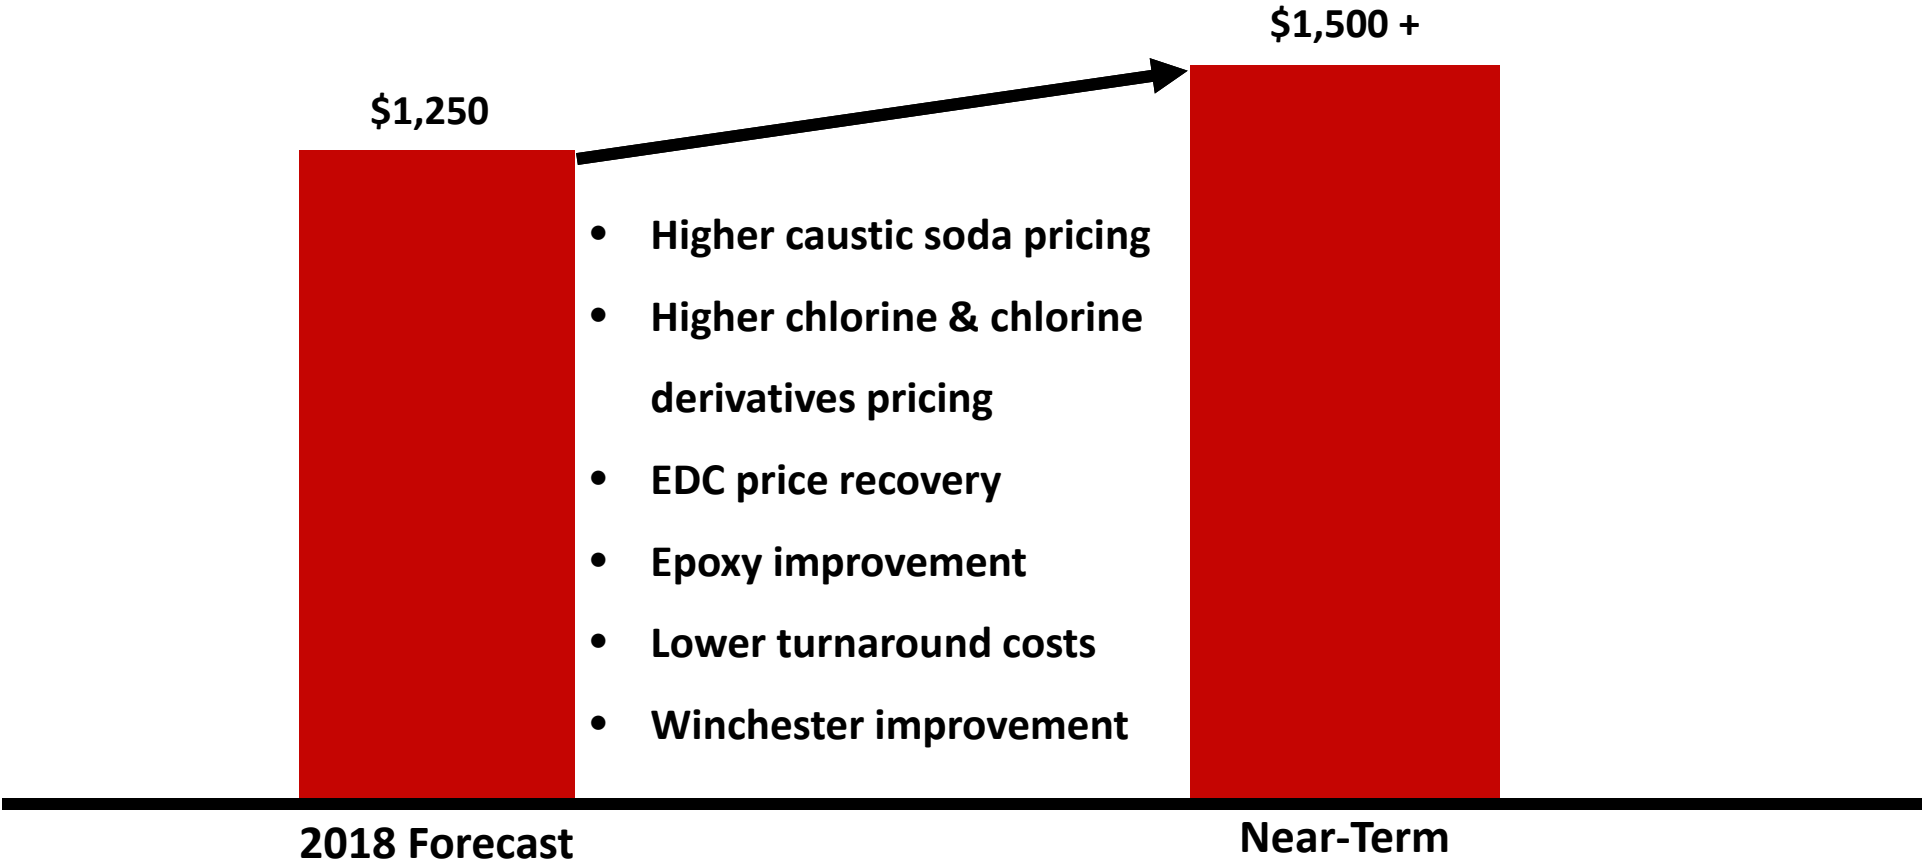 $1,500 +
$1,250
• Higher caustic soda pricing
• Higher chlorine & chlorine
derivatives pricing
• EDC price recovery
• Epoxy improvement
• Lower turnaround costs
• Winchester improvement
2018 Forecast
Near-Term